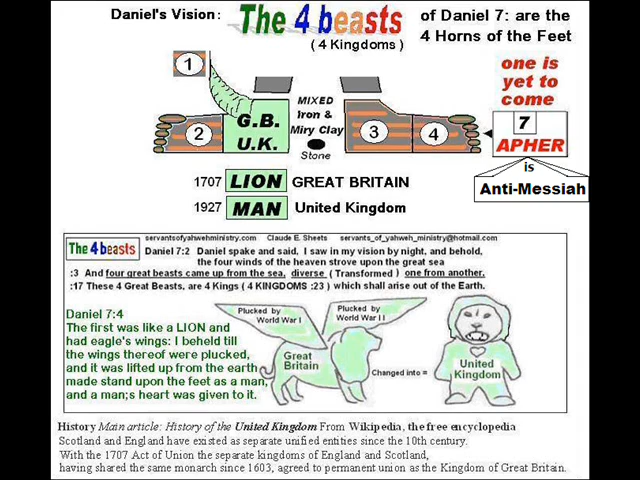 Daniel's Vision: The 4 beasts of Daniel 7: are the
( 4 Kingdoms ) 4 Horns of the Feet
one is
yet to
come
1
MIXED
Iron &
Miry Clay
Stone
2
G.B.
U.K.
3
4
7
APHER
is
Anti-Messiah
1707 LION GREAT BRITAIN
1927 MAN United Kingdom
The 4 beasts
servantsofyahwehministry.com Claude E. Sheets servants_of_yahweh_ministry@hotmail.com
Daniel 7:2 Daniel spake and said, I saw in my vision by night, and behold,
the four winds of the heaven strove upon the great sea
:3 And four great beasts came up from the sea, diverse ( Transformed ) one from another.
:17 These 4 Great Beasts, are 4 Kings ( 4 KINGDOMS :23 ) which shall arise out of the Earth.
Daniel 7:4
The first was like a LION and
had eagle's wings: I beheld till
the wings thereof were plucked,
and it was lifted up from the earth
made stand upon the feet as a man,
and a man;s heart was given to it.
Plucked by
World War I
Plucked by
World War II
Great
Britain
Changed into =
United
Kingdom
History Main article: History of the United Kingdom From Wikipedia, the free encyclopedia
Scotland and England have existed as separate unified entities since the 10th century.
With the 1707 Act of Union the separate kingdoms of England and Scotland,
having shared the same monarch since 1603, agreed to permanent union as the Kingdom of Great Britain.